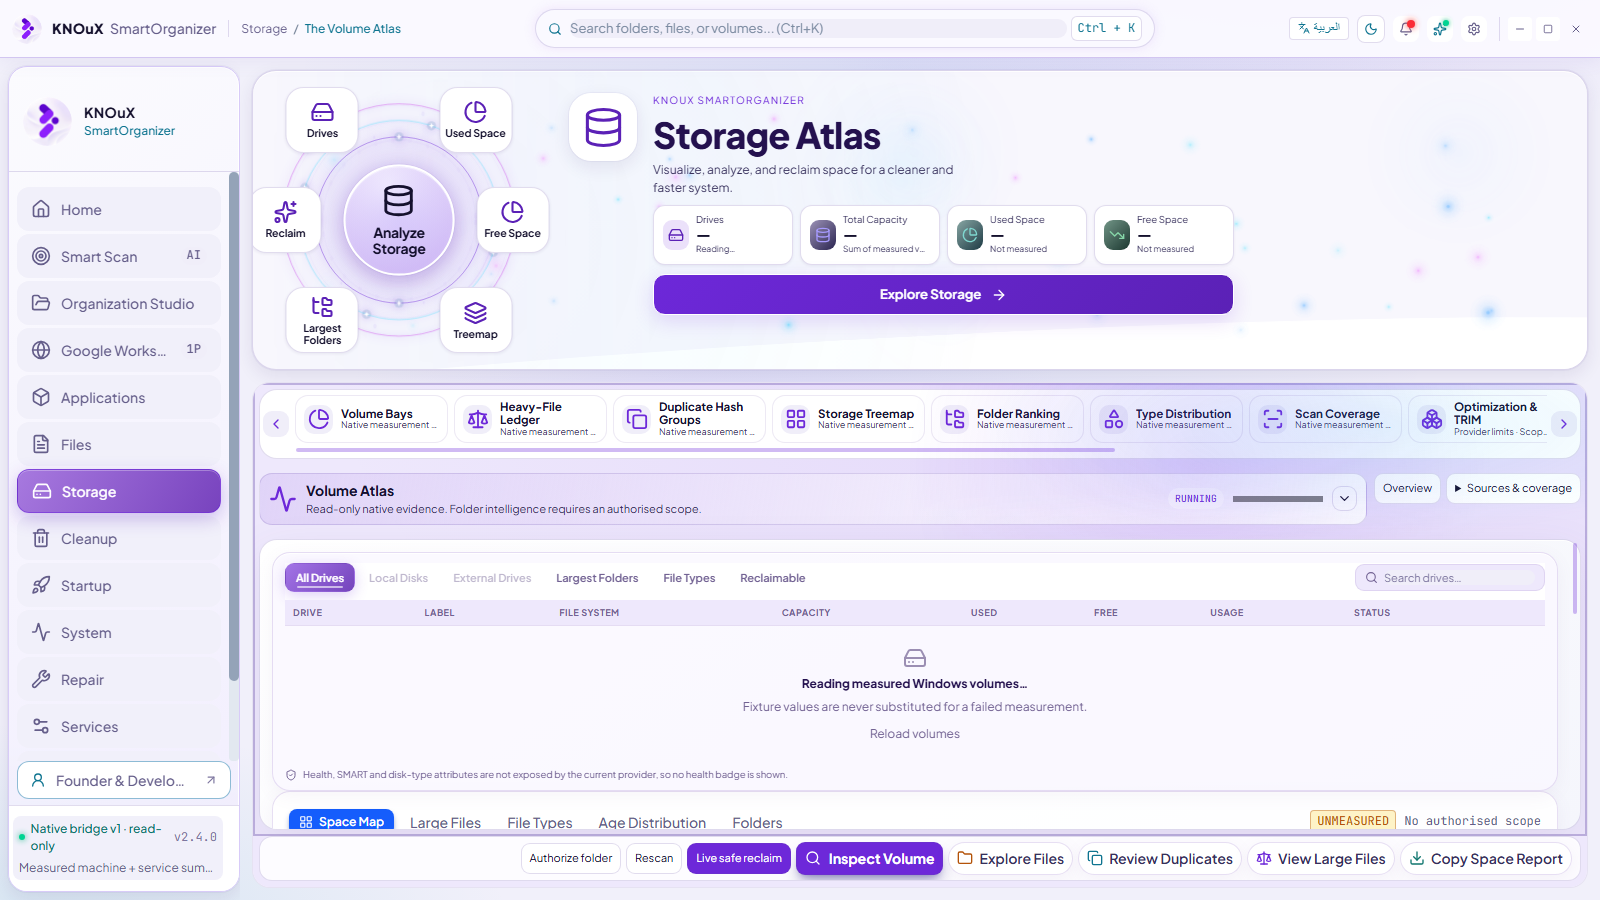 KNOuX SmartOrganizer
Storage / The Volume Atlas
Search folders, files, or volumes... (Ctrl+K)
Ctrl + K
العربية
KNOuX
SmartOrganizer
Home
Smart Scan AI
Organization Studio
Google Works... 1P
Applications
Files
Storage
Cleanup
Startup
System
Repair
Services
Founder & Develo...
Native bridge v1 · read-only v2.4.0
Measured machine + service sum...
Drives
Used Space
Reclaim
Analyze Storage
Free Space
Largest Folders
Treemap
KNOUX SMARTORGANIZER
Storage Atlas
Visualize, analyze, and reclaim space for a cleaner and
faster system.
Drives
—
Reading...
Total Capacity
—
Sum of measured v...
Used Space
—
Not measured
Free Space
—
Not measured
Explore Storage →
Volume Bays
Native measurement ...
Heavy-File Ledger
Native measurement ...
Duplicate Hash Groups
Native measurement ...
Storage Treemap
Native measurement ...
Folder Ranking
Native measurement ...
Type Distribution
Native measurement ...
Scan Coverage
Native measurement ...
Optimization & TRIM
Provider limits · Scop...
Volume Atlas
Read-only native evidence. Folder intelligence requires an authorised scope.
RUNNING
Overview
Sources & coverage
All Drives Local Disks External Drives Largest Folders File Types Reclaimable
Search drives...
DRIVE LABEL FILE SYSTEM CAPACITY USED FREE USAGE STATUS
Reading measured Windows volumes...
Fixture values are never substituted for a failed measurement.
Reload volumes
Health, SMART and disk-type attributes are not exposed by the current provider, so no health badge is shown.
Space Map Large Files File Types Age Distribution Folders
UNMEASURED No authorised scope
Authorize folder Rescan Live safe reclaim Inspect Volume Explore Files Review Duplicates View Large Files Copy Space Report